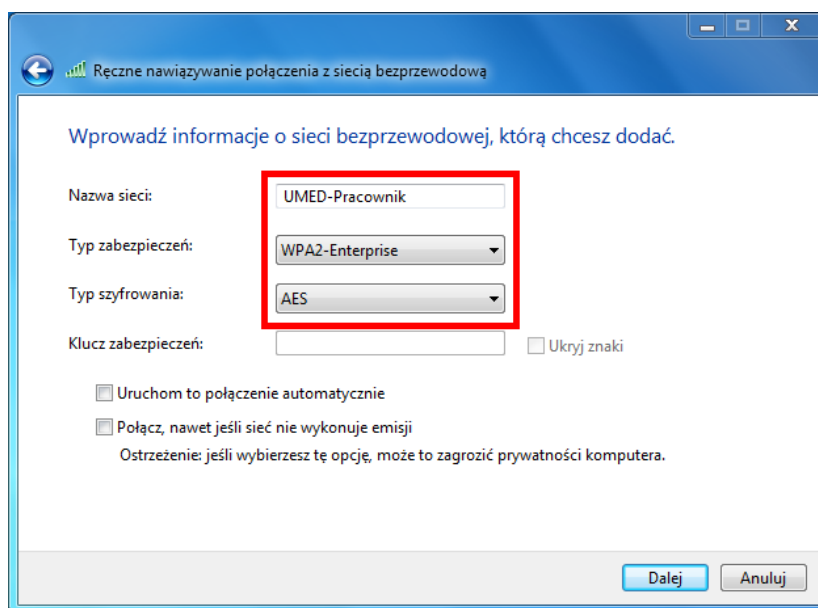 Ręczne nawiązywanie połączenia z siecią bezprzewodową
Wprowadź informacje o sieci bezprzewodowej, którą chcesz dodać.
Nazwa sieci: UMED-Pracownik
Typ zabezpieczeń: WPA2-Enterprise
Typ szyfrowania: AES
Klucz zabezpieczeń: Ukryj znaki
Uruchom to połączenie automatycznie
Połącz, nawet jeśli sieć nie wykonuje emisji
Ostrzeżenie: jeśli wybierzesz tę opcję, może to zagrozić prywatności komputera.
Dalej Anuluj